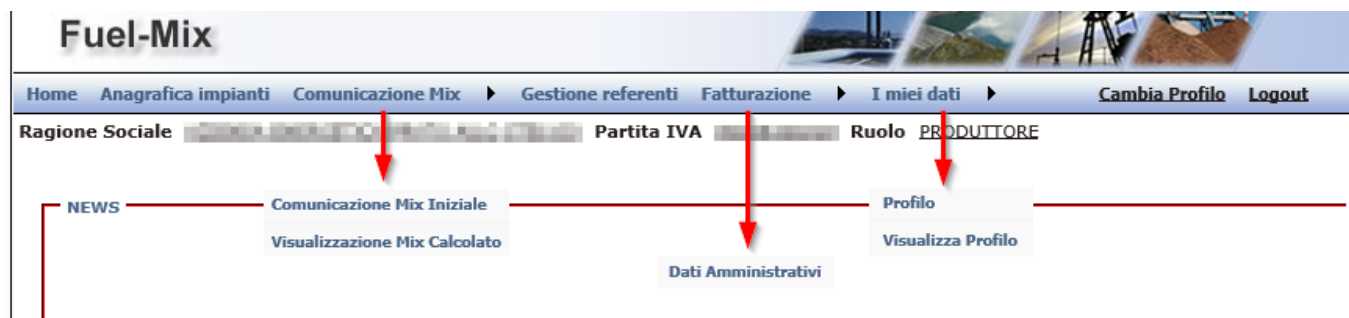 Fuel-Mix
Home Anagrafica impianti Comunicazione Mix Gestione referenti Fatturazione I miei dati Cambia Profilo Logout
Ragione Sociale Partita IVA Ruolo PRODUTTORE
NEWS Comunicazione Mix Iniziale Profilo
Visualizzazione Mix Calcolato Visualizza Profilo
Dati Amministrativi